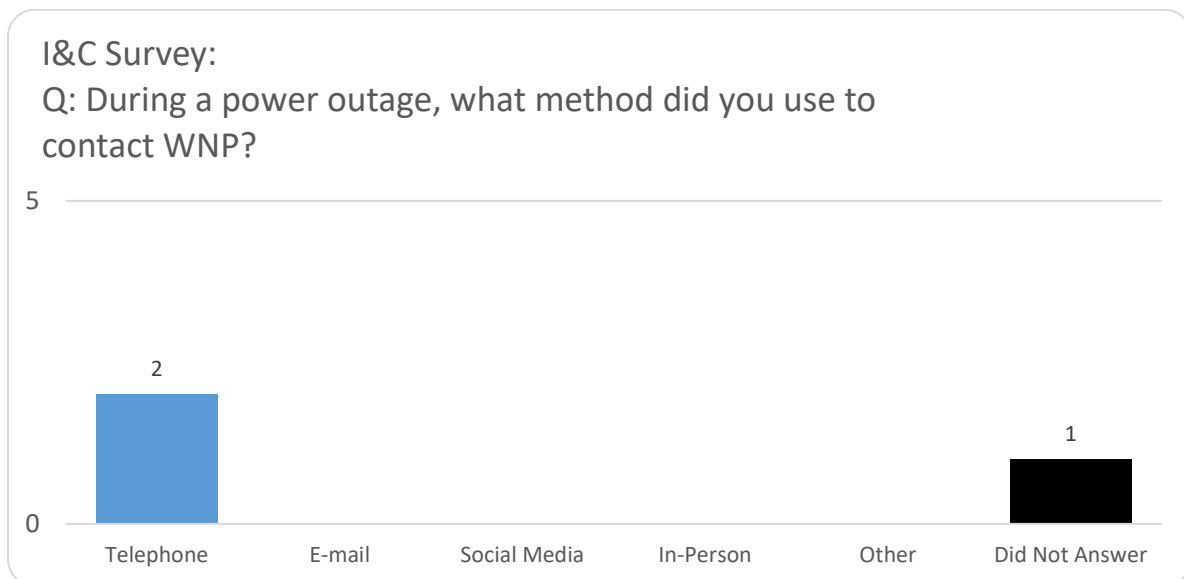 I&C Survey:
Q: During a power outage, what method did you use to
contact WNP?
5
2
1
0
Telephone E-mail Social Media In-Person Other Did Not Answer